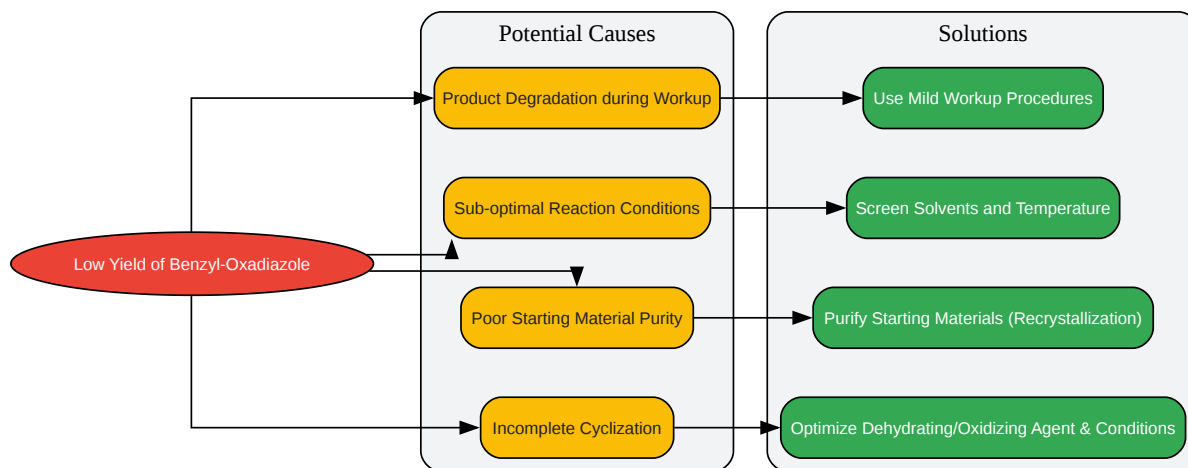 Potential Causes
Solutions
Product Degradation during Workup
Use Mild Workup Procedures
Sub-optimal Reaction Conditions
Screen Solvents and Temperature
Low Yield of Benzyl-Oxadiazole
Poor Starting Material Purity
Purify Starting Materials (Recrystallization)
Incomplete Cyclization
Optimize Dehydrating/Oxidizing Agent & Conditions